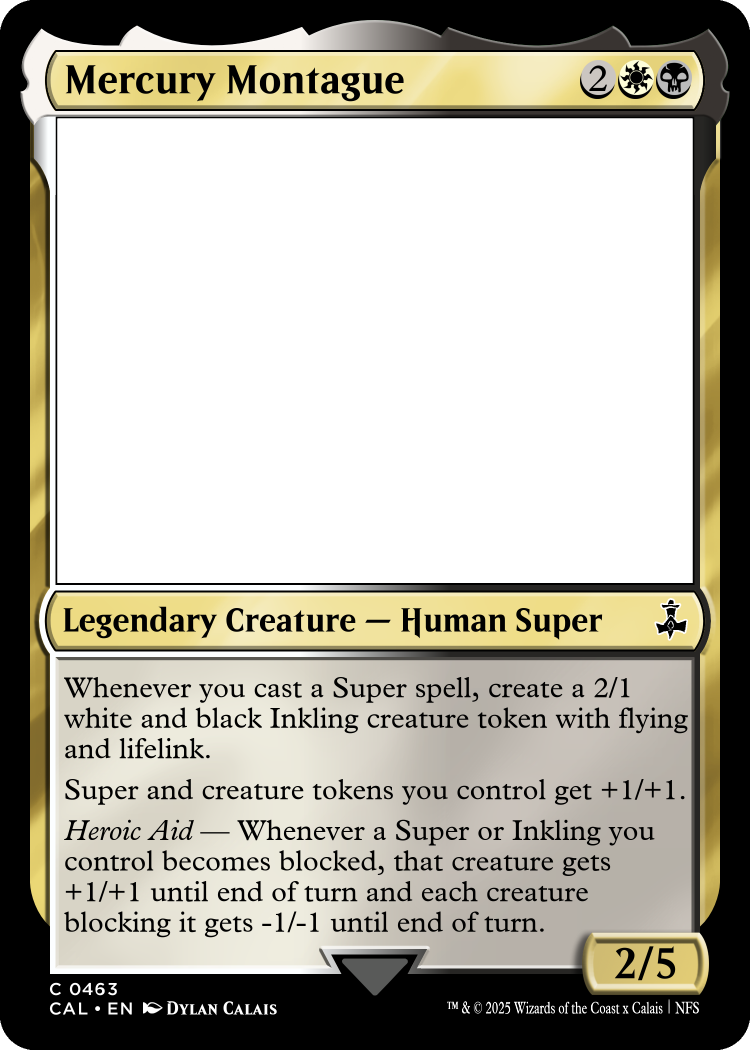 Mercury Montague 2
Legendary Creature — Human Super
Whenever you cast a Super spell, create a 2/1
white and black Inkling creature token with flying
and lifelink.
Super and creature tokens you control get +1/+1.
Heroic Aid — Whenever a Super or Inkling you
control becomes blocked, that creature gets
+1/+1 until end of turn and each creature
blocking it gets -1/-1 until end of turn.
2/5
C 0463
CAL • EN Dylan Calais
™ & © 2025 Wizards of the Coast x Calais | NFS